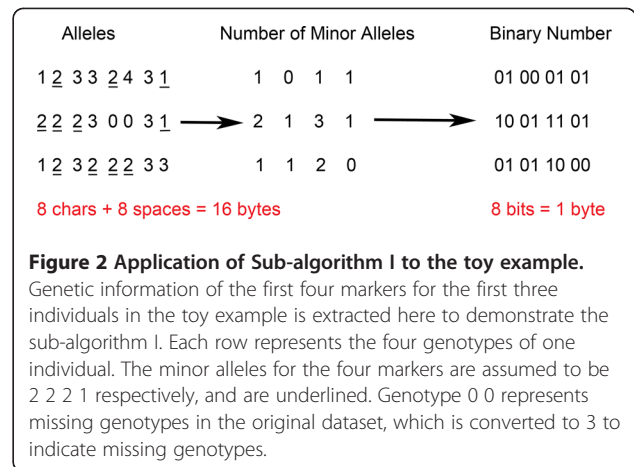 Alleles Number of Minor Alleles Binary Number
1 2 3 3 2 4 3 1 1 0 1 1 01 00 01 01
2 2 2 3 0 0 3 1 2 1 3 1 10 01 11 01
1 2 3 2 2 2 3 3 1 1 2 0 01 01 10 00
8 chars + 8 spaces = 16 bytes 8 bits = 1 byte
Figure 2 Application of Sub-algorithm I to the toy example.
Genetic information of the first four markers for the first three
individuals in the toy example is extracted here to demonstrate the
sub-algorithm I. Each row represents the four genotypes of one
individual. The minor alleles for the four markers are assumed to be
2 2 2 1 respectively, and are underlined. Genotype 0 0 represents
missing genotypes in the original dataset, which is converted to 3 to
indicate missing genotypes.